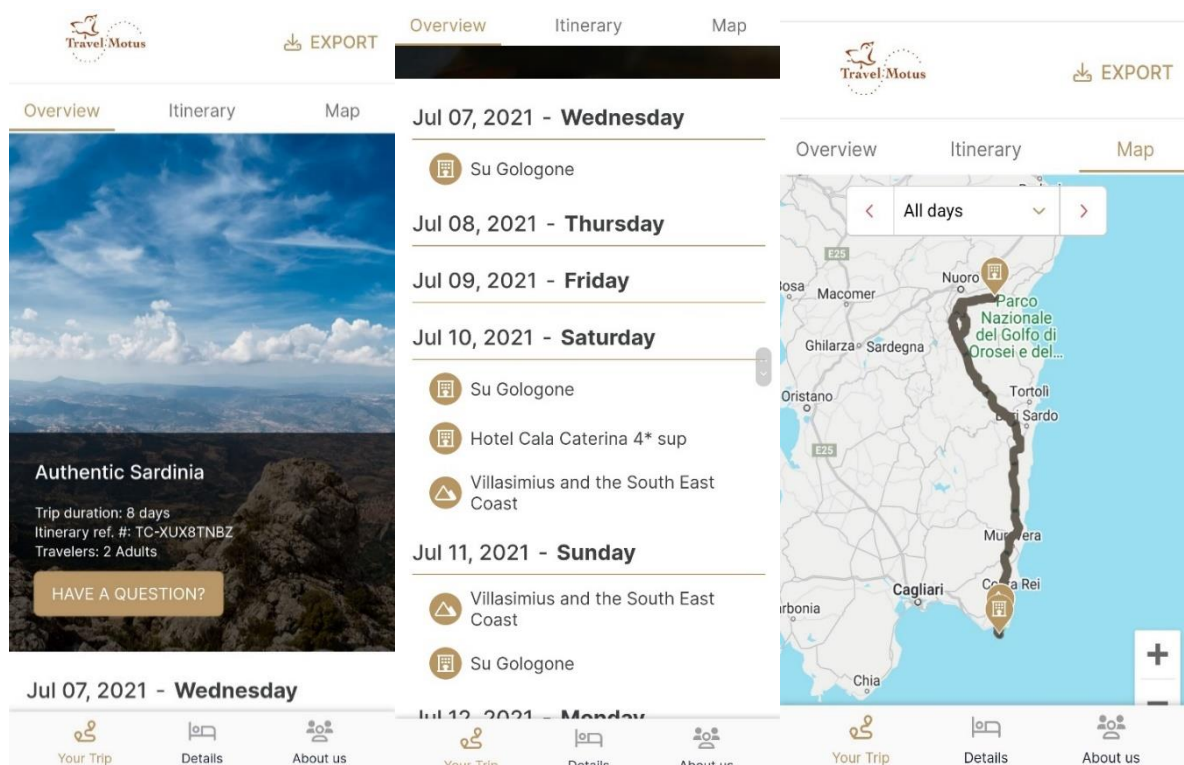 Travel Motus
EXPORT
Overview Itinerary Map
Authentic Sardinia
Trip duration: 8 days
Itinerary ref. #: TC-XUX8TNBZ
Travelers: 2 Adults
HAVE A QUESTION?
Jul 07, 2021 - Wednesday
Your Trip Details About us
Overview Itinerary Map
Jul 07, 2021 - Wednesday
Su Gologone
Jul 08, 2021 - Thursday
Jul 09, 2021 - Friday
Jul 10, 2021 - Saturday
Su Gologone
Hotel Cala Caterina 4* sup
Villasimius and the South East
Coast
Jul 11, 2021 - Sunday
Villasimius and the South East
Coast
Su Gologone
Jul 12, 2021 - Monday
Your Trip Details About us
Travel Motus
EXPORT
Overview Itinerary Map
All days
E25
Nuoro
Macomer
Parco
Nazionale
del Golfo di
Orosei e del...
Ghilarza
Sardegna
Tortolì
Oristano
Sardo
E25
Cagliari
Rei
Chia
+
Your Trip Details About us